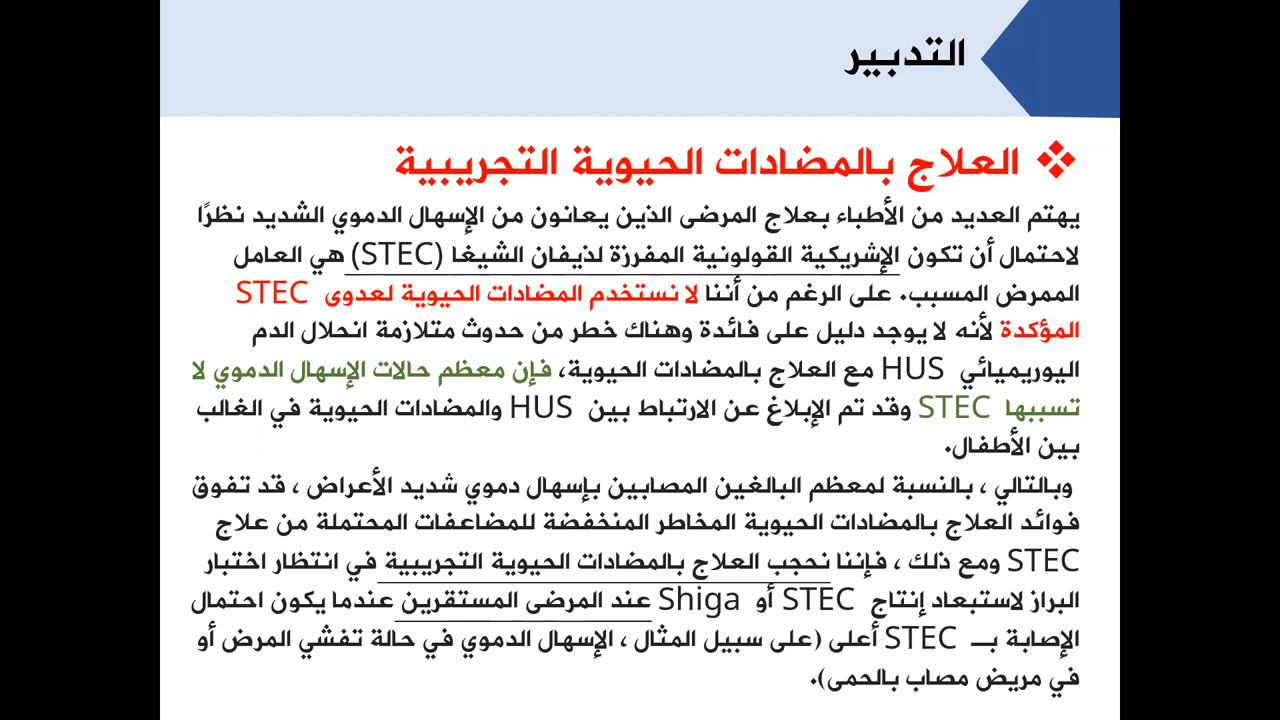 التدبير
❖ العلاج بالمضادات الحيوية التجريبية
يهتم العديد من الأطباء بعلاج المرضى الذين يعانون من الإسهال الدموي الشديد نظرًا
لاحتمال أن تكون الإشريكية القولونية المفرزة لذيفان الشيغا (STEC) هي العامل
الممرض المسبب. على الرغم من أننا لا نستخدم المضادات الحيوية لعدوى STEC
المؤكدة لأنه لا يوجد دليل على فائدة وهناك خطر من حدوث متلازمة انحلال الدم
اليوريميائي HUS مع العلاج بالمضادات الحيوية، فإن معظم حالات الإسهال الدموي لا
تسببها STEC وقد تم الإبلاغ عن الارتباط بين HUS والمضادات الحيوية في الغالب
بين الأطفال.
وبالتالي ، بالنسبة لمعظم البالغين المصابين بإسهال دموي شديد الأعراض ، قد تفوق
فوائد العلاج بالمضادات الحيوية المخاطر المنخفضة للمضاعفات المحتملة من علاج
STEC ومع ذلك ، فإننا نحجب العلاج بالمضادات الحيوية التجريبية في انتظار اختبار
البراز لاستبعاد إنتاج STEC أو Shiga عند المرضى المستقرين عندما يكون احتمال
الإصابة بـ STEC أعلى (على سبيل المثال ، الإسهال الدموي في حالة تفشي المرض أو
في مريض مصاب بالحمى).